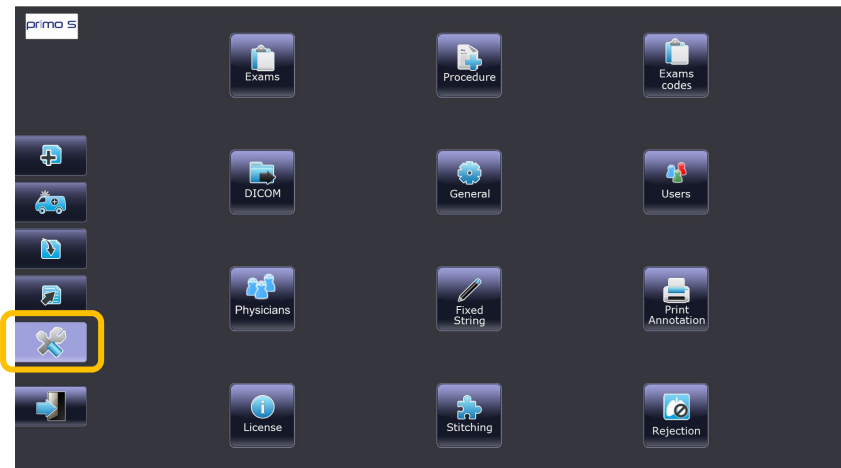 primo S
Exams
Procedure
Exams
codes
DICOM
General
Users
Physicians
Fixed
String
Print
Annotation
License
Stitching
Rejection